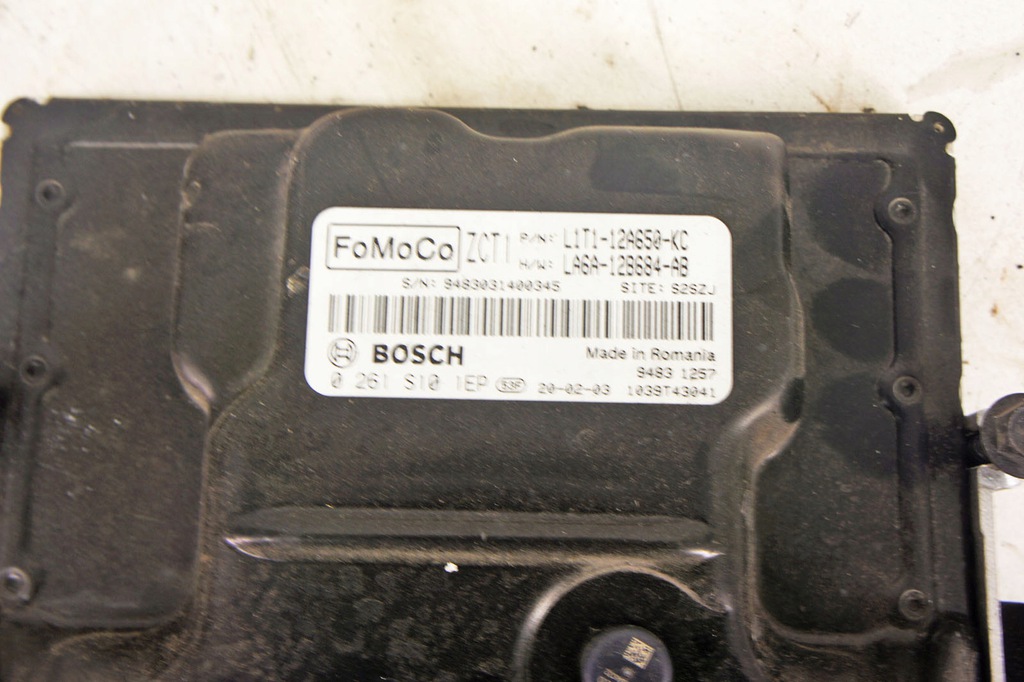 FoMoCo ZCT1 P/N: L1T1-12A650-KC
H/W: LA6A-12B684-AB
S/N: 9483031400345 SITE: S2SZJ
BOSCH Made in Romania
9483 1257
0 261 S10 1EP 20-02-03 1039T43041